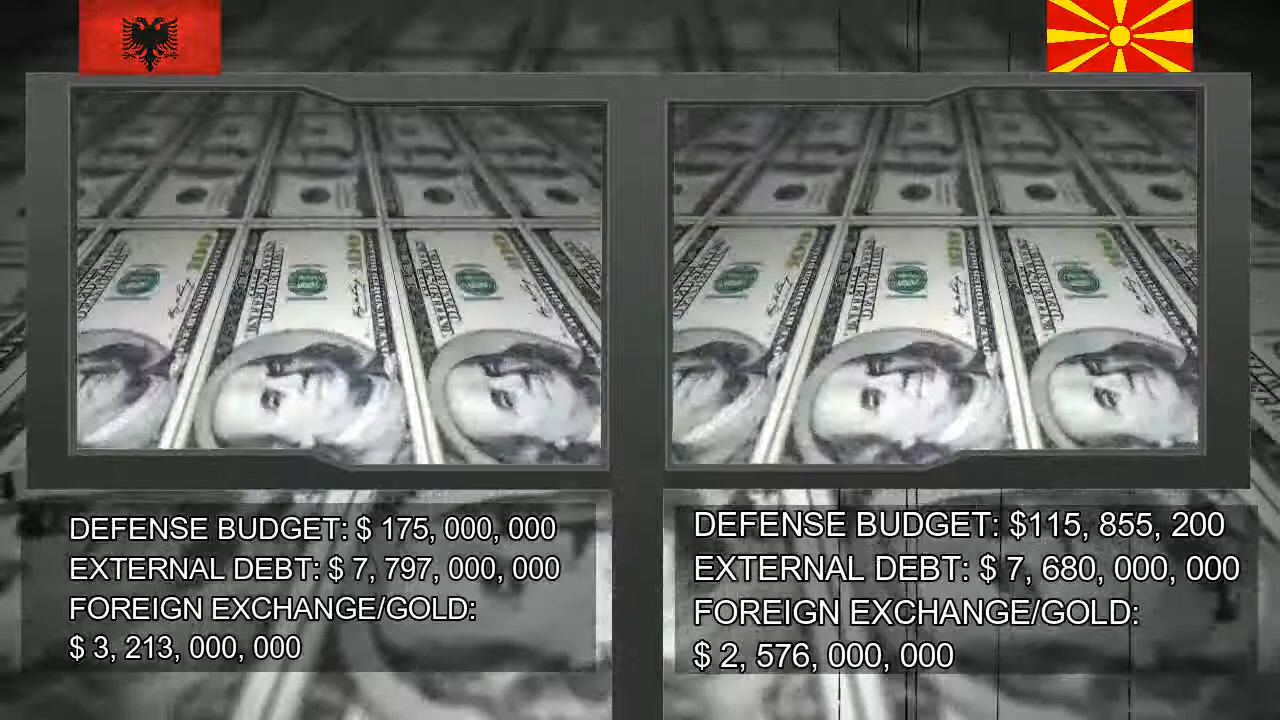 DEFENSE BUDGET: $ 175, 000, 000
EXTERNAL DEBT: $ 7, 797, 000, 000
FOREIGN EXCHANGE/GOLD:
$ 3, 213, 000, 000
DEFENSE BUDGET: $115, 855, 200
EXTERNAL DEBT: $ 7, 680, 000, 000
FOREIGN EXCHANGE/GOLD:
$ 2, 576, 000, 000